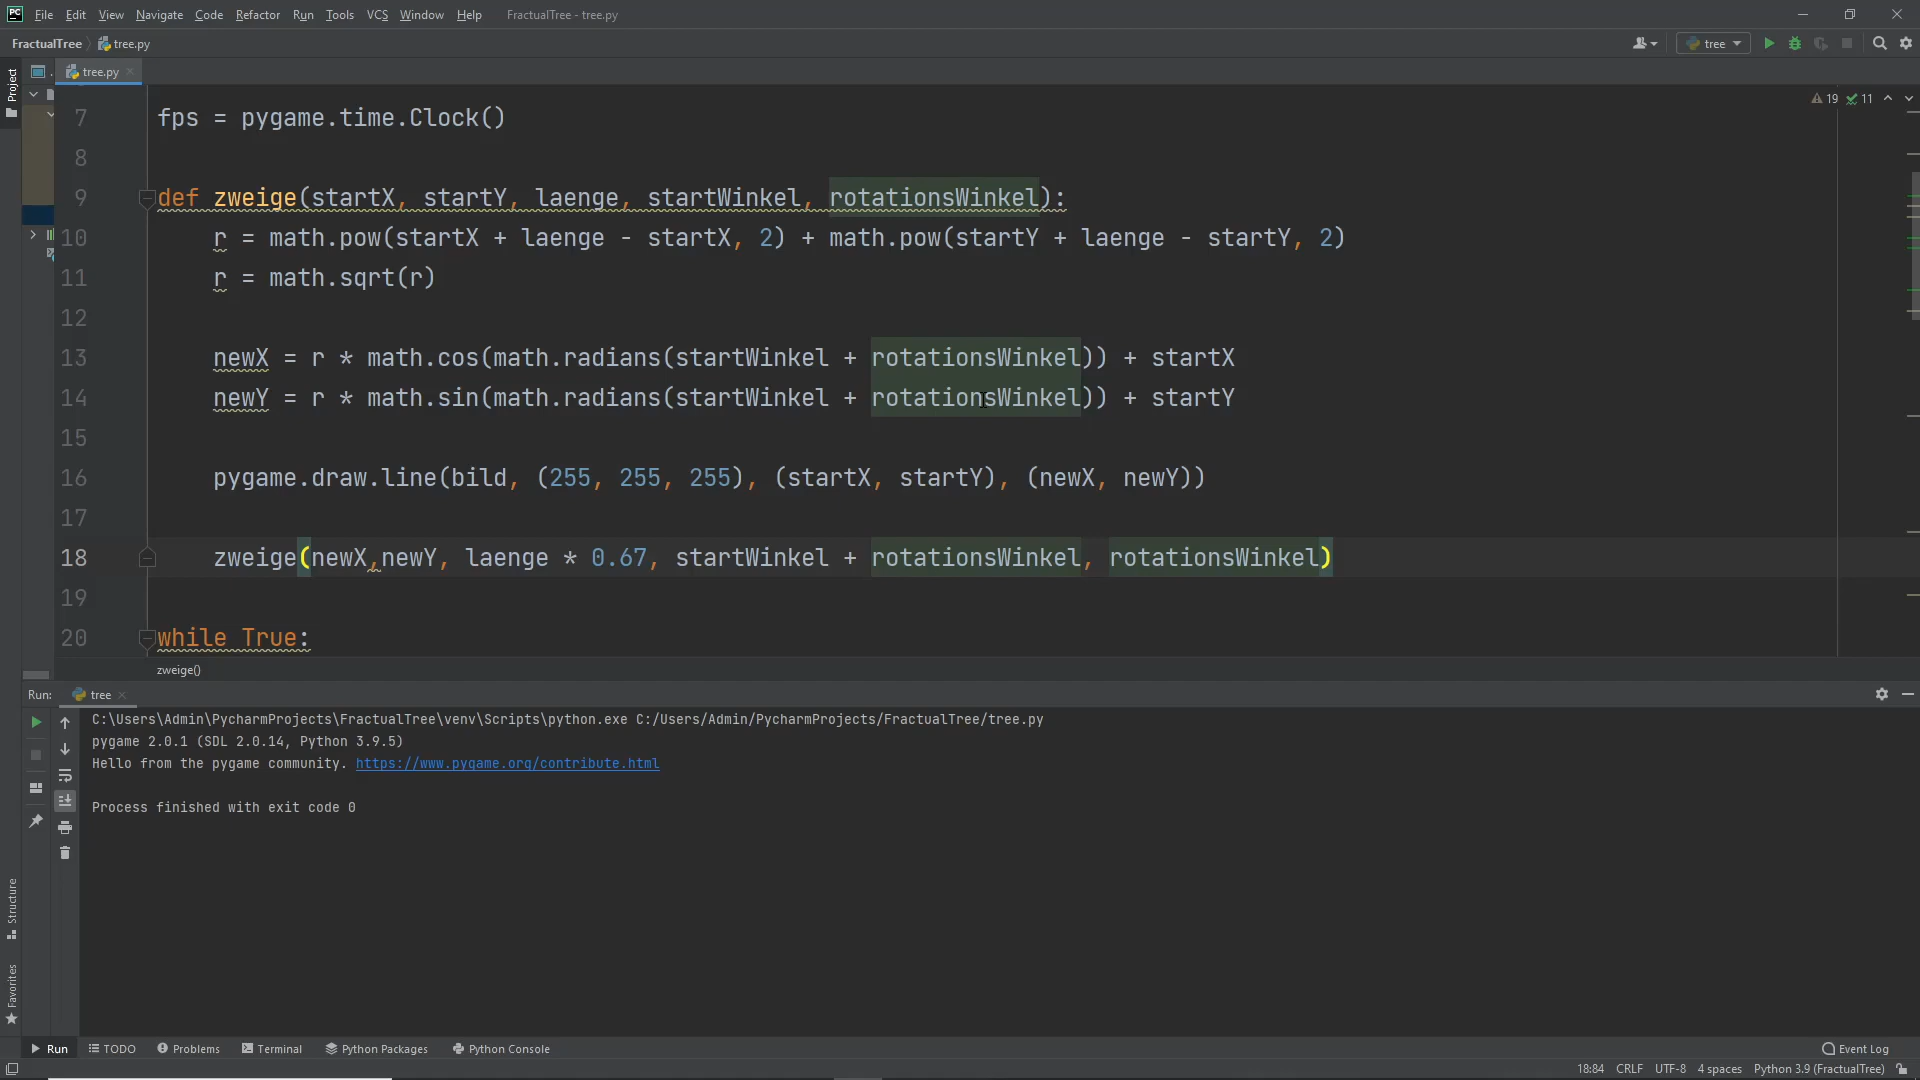 PC File Edit View Navigate Code Refactor Run Tools VCS Window Help FractualTree - tree.py
FractualTree tree.py tree
Project
tree.py
19 11
7 fps = pygame.time.Clock()
8
9 def zweige(startX, startY, laenge, startWinkel, rotationsWinkel):
10 r = math.pow(startX + laenge - startX, 2) + math.pow(startY + laenge - startY, 2)
11 r = math.sqrt(r)
12
13 newX = r * math.cos(math.radians(startWinkel + rotationsWinkel)) + startX
14 newY = r * math.sin(math.radians(startWinkel + rotationsWinkel)) + startY
15
16 pygame.draw.line(bild, (255, 255, 255), (startX, startY), (newX, newY))
17
18 zweige(newX,newY, laenge * 0.67, startWinkel + rotationsWinkel, rotationsWinkel)
19
20 while True:
zweige()
Run: tree
C:\Users\Admin\PycharmProjects\FractualTree\venv\Scripts\python.exe C:/Users/Admin/PycharmProjects/FractualTree/tree.py
pygame 2.0.1 (SDL 2.0.14, Python 3.9.5)
Hello from the pygame community. https://www.pygame.org/contribute.html
Process finished with exit code 0
Structure
Favorites
Run TODO Problems Terminal Python Packages Python Console Event Log
18:84 CRLF UTF-8 4 spaces Python 3.9 (FractualTree)